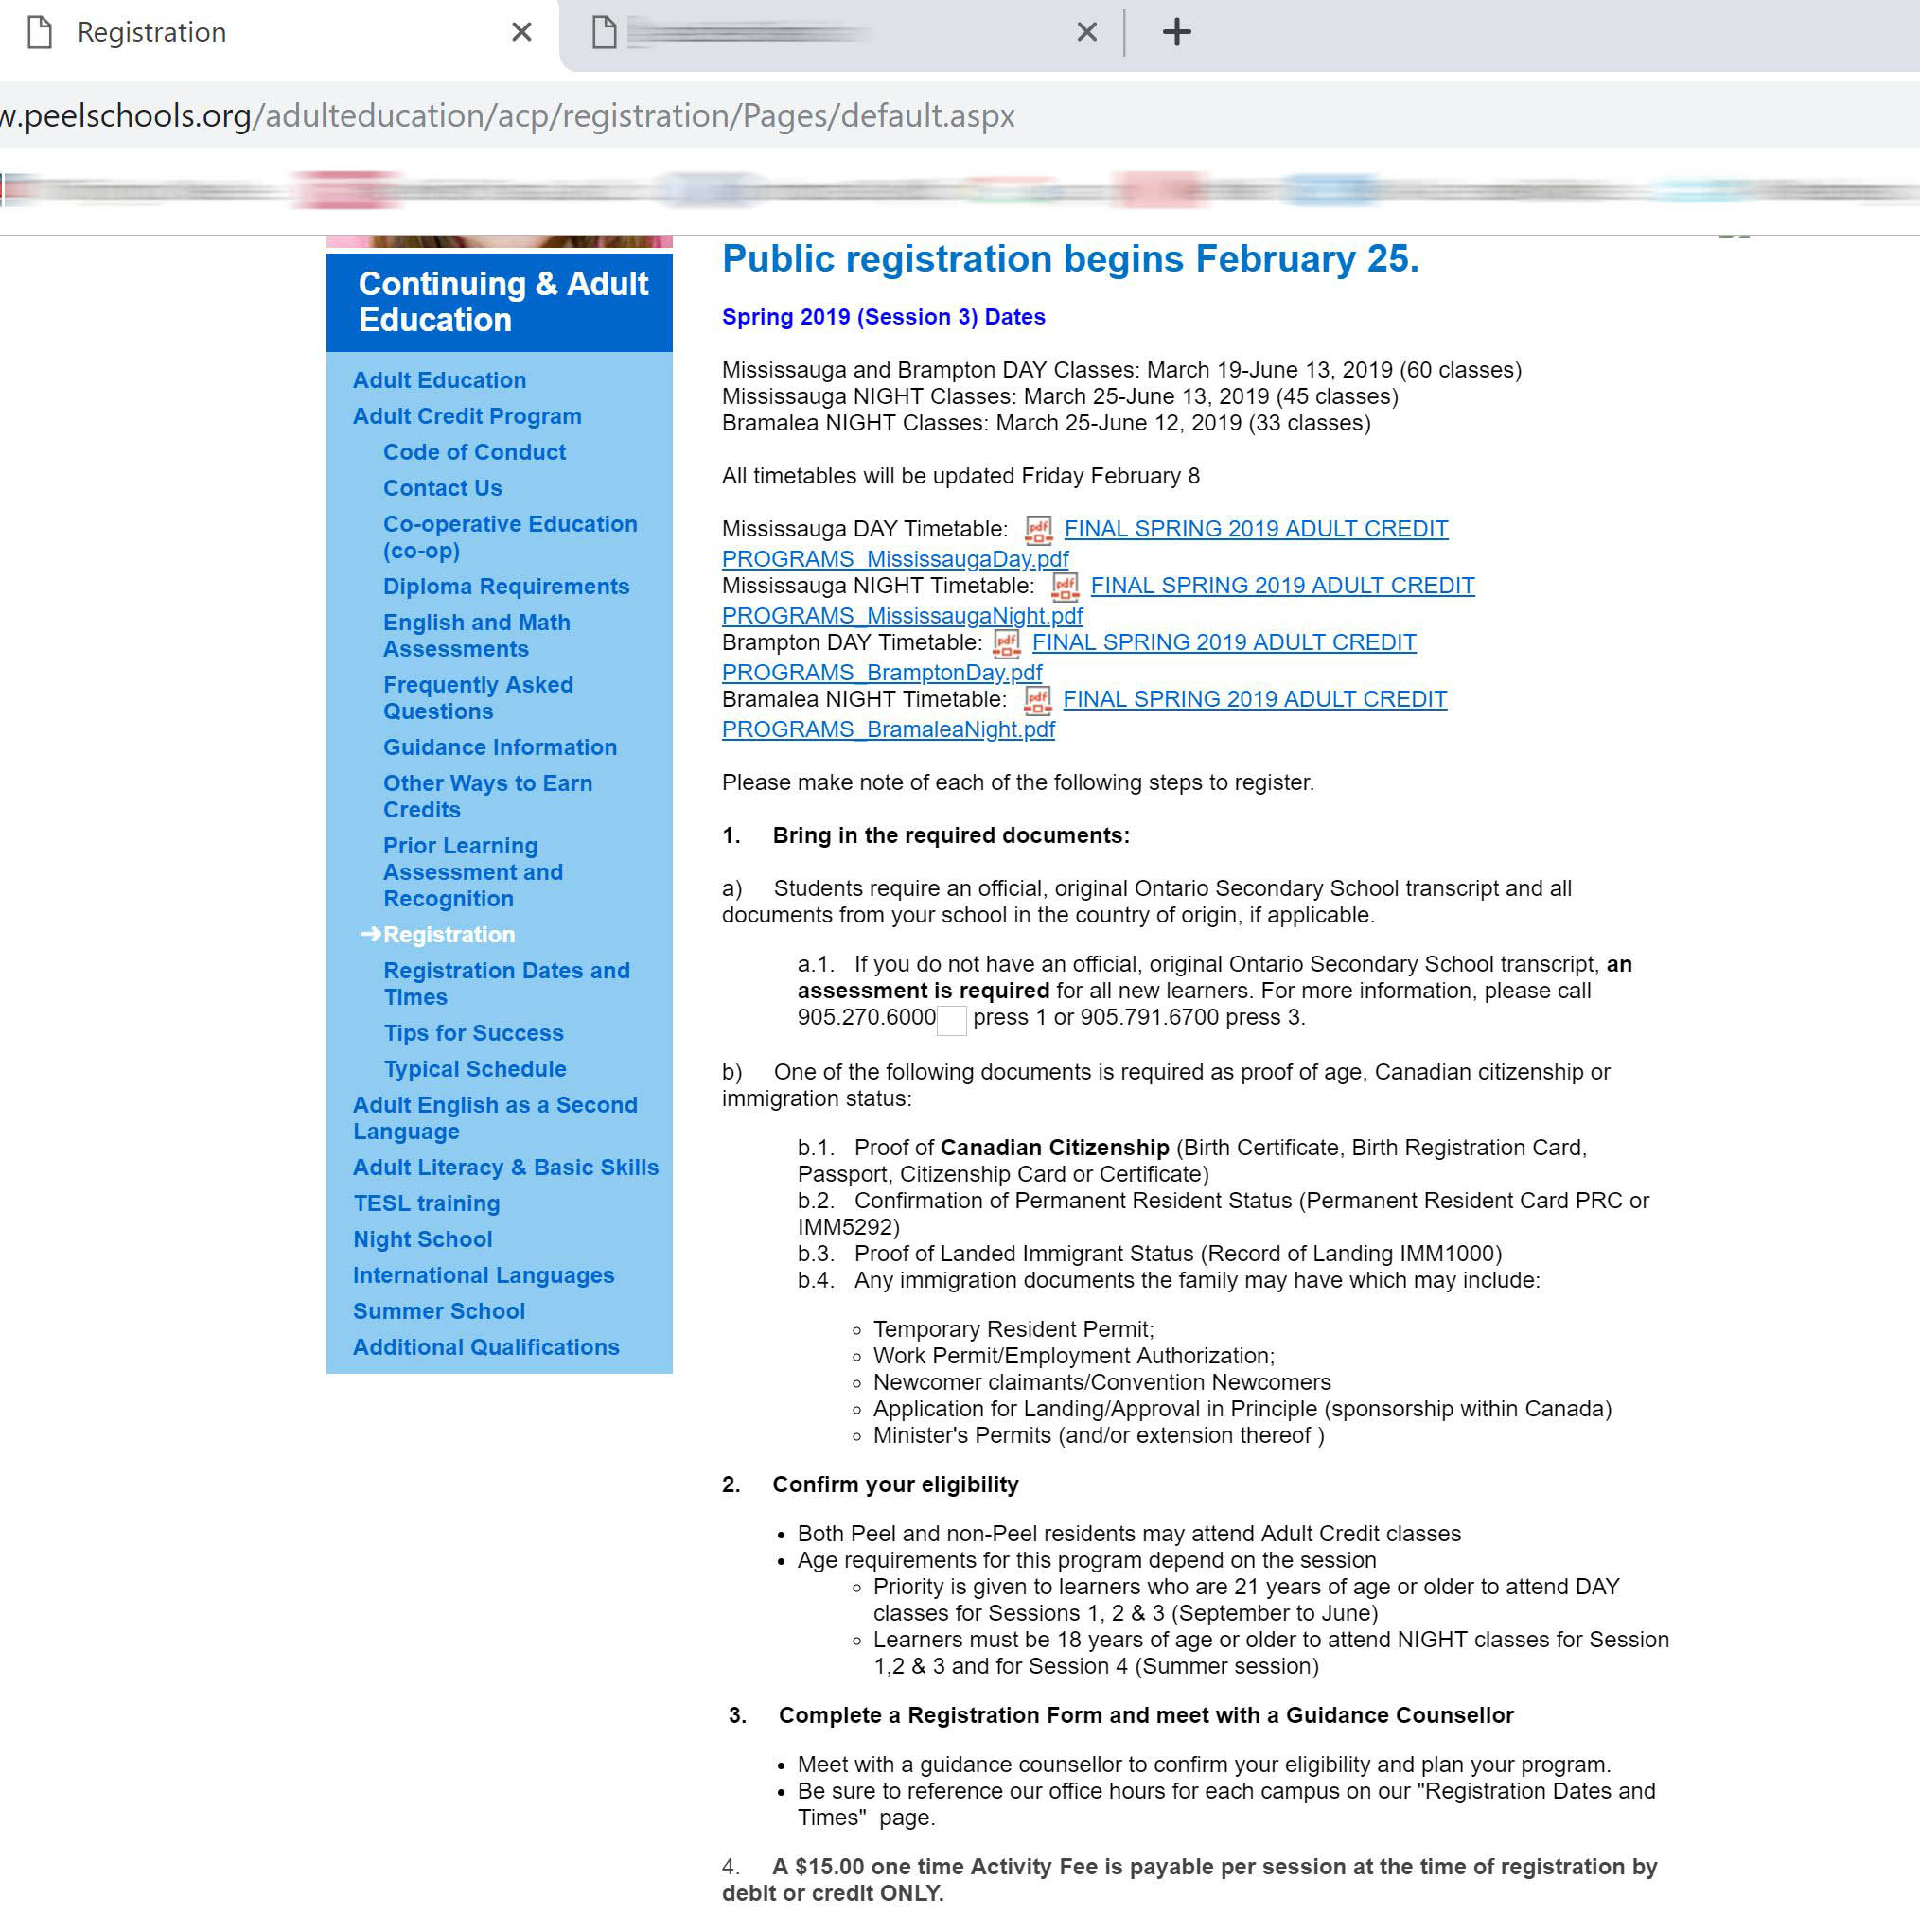 Registration
w.peelschools.org/adulteducation/acp/registration/Pages/default.aspx
Continuing & Adult
Education
Adult Education
Adult Credit Program
Code of Conduct
Contact Us
Co-operative Education
(co-op)
Diploma Requirements
English and Math
Assessments
Frequently Asked
Questions
Guidance Information
Other Ways to Earn
Credits
Prior Learning
Assessment and
Recognition
Registration
Registration Dates and
Times
Tips for Success
Typical Schedule
Adult English as a Second
Language
Adult Literacy & Basic Skills
TESL training
Night School
International Languages
Summer School
Additional Qualifications
Public registration begins February 25.
Spring 2019 (Session 3) Dates
Mississauga and Brampton DAY Classes: March 19-June 13, 2019 (60 classes)
Mississauga NIGHT Classes: March 25-June 13, 2019 (45 classes)
Bramalea NIGHT Classes: March 25-June 12, 2019 (33 classes)
All timetables will be updated Friday February 8
Mississauga DAY Timetable: pdf FINAL SPRING 2019 ADULT CREDIT
PROGRAMS_MississaugaDay.pdf
Mississauga NIGHT Timetable: pdf FINAL SPRING 2019 ADULT CREDIT
PROGRAMS_MississaugaNight.pdf
Brampton DAY Timetable: pdf FINAL SPRING 2019 ADULT CREDIT
PROGRAMS_BramptonDay.pdf
Bramalea NIGHT Timetable: pdf FINAL SPRING 2019 ADULT CREDIT
PROGRAMS_BramaleaNight.pdf
Please make note of each of the following steps to register.
1. Bring in the required documents:
a) Students require an official, original Ontario Secondary School transcript and all
documents from your school in the country of origin, if applicable.
a.1. If you do not have an official, original Ontario Secondary School transcript, an
assessment is required for all new learners. For more information, please call
905.270.6000 press 1 or 905.791.6700 press 3.
b) One of the following documents is required as proof of age, Canadian citizenship or
immigration status:
b.1. Proof of Canadian Citizenship (Birth Certificate, Birth Registration Card,
Passport, Citizenship Card or Certificate)
b.2. Confirmation of Permanent Resident Status (Permanent Resident Card PRC or
IMM5292)
b.3. Proof of Landed Immigrant Status (Record of Landing IMM1000)
b.4. Any immigration documents the family may have which may include:
Temporary Resident Permit;
Work Permit/Employment Authorization;
Newcomer claimants/Convention Newcomers
Application for Landing/Approval in Principle (sponsorship within Canada)
Minister's Permits (and/or extension thereof )
2. Confirm your eligibility
Both Peel and non-Peel residents may attend Adult Credit classes
Age requirements for this program depend on the session
Priority is given to learners who are 21 years of age or older to attend DAY
classes for Sessions 1, 2 & 3 (September to June)
Learners must be 18 years of age or older to attend NIGHT classes for Session
1,2 & 3 and for Session 4 (Summer session)
3. Complete a Registration Form and meet with a Guidance Counsellor
Meet with a guidance counsellor to confirm your eligibility and plan your program.
Be sure to reference our office hours for each campus on our "Registration Dates and
Times" page.
4. A $15.00 one time Activity Fee is payable per session at the time of registration by
debit or credit ONLY.